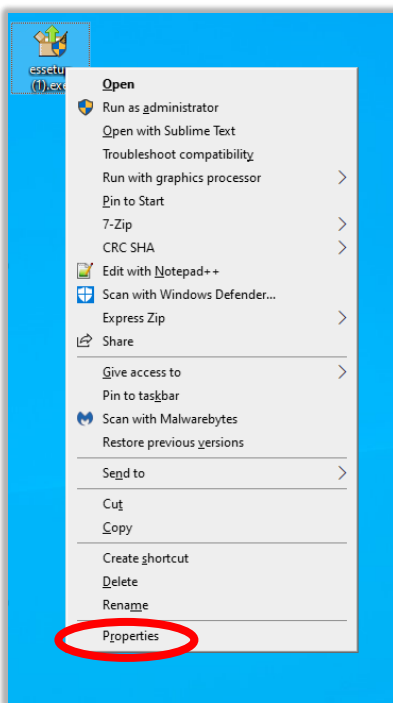 essetup
(1).exe
Open
Run as administrator
Open with Sublime Text
Troubleshoot compatibility
Run with graphics processor
Pin to Start
7-Zip
CRC SHA
Edit with Notepad++
Scan with Windows Defender...
Express Zip
Share
Give access to
Pin to taskbar
Scan with Malwarebytes
Restore previous versions
Send to
Cut
Copy
Create shortcut
Delete
Rename
Properties